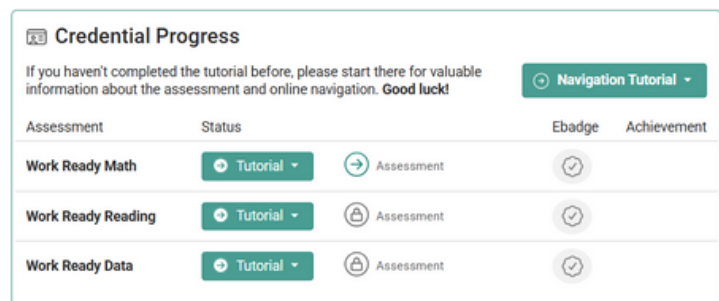 Credential Progress
If you haven't completed the tutorial before, please start there for valuable
information about the assessment and online navigation. Good luck!
Navigation Tutorial
Assessment Status Ebadge Achievement
Work Ready Math Tutorial Assessment
Work Ready Reading Tutorial Assessment
Work Ready Data Tutorial Assessment